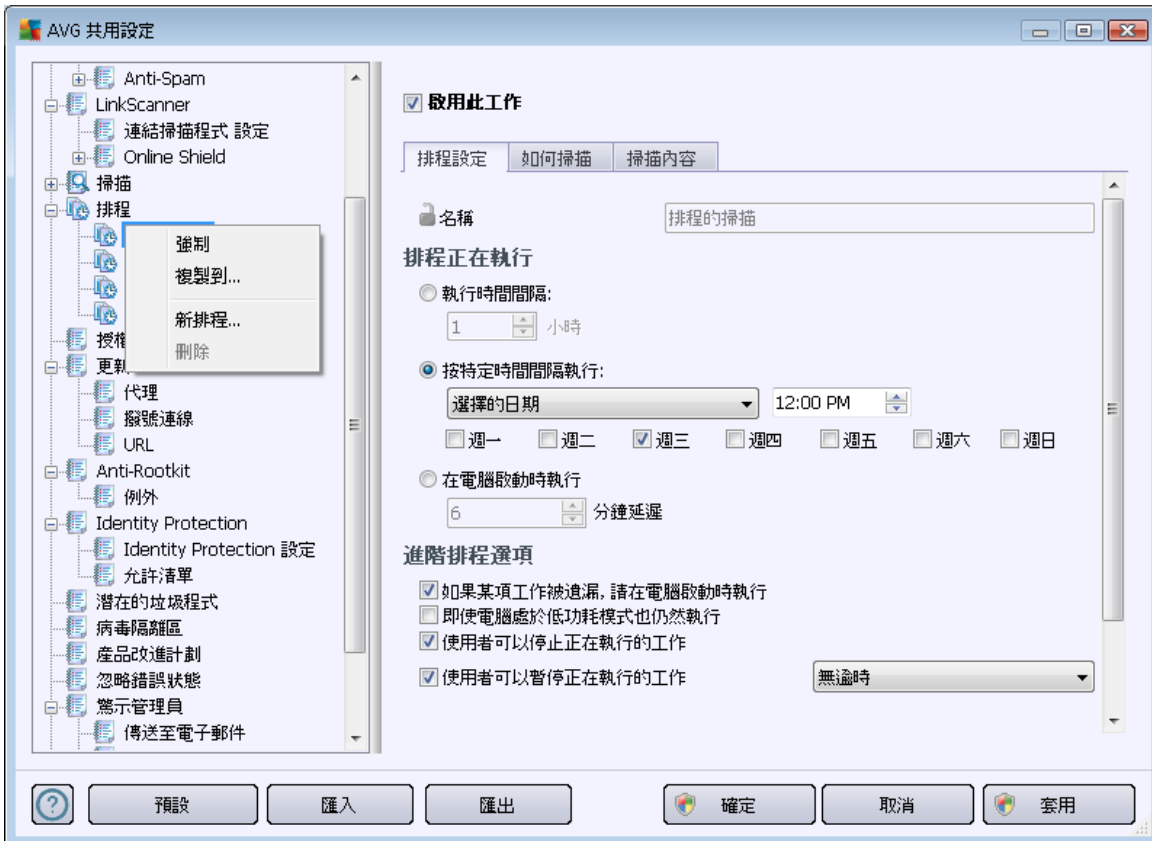 AVG 共用設定
Anti-Spam
LinkScanner
連結掃描程式 設定
Online Shield
掃描
排程
強制
複製到...
新排程...
刪除
授權
更新
代理
撥號連線
URL
Anti-Rootkit
例外
Identity Protection
Identity Protection 設定
允許清單
潛在的垃圾程式
病毒隔離區
產品改進計劃
忽略錯誤狀態
警示管理員
傳送至電子郵件
啟用此工作
排程設定 如何掃描 掃描內容
名稱 排程的掃描
排程正在執行
執行時間間隔:
1 小時
按特定時間間隔執行:
選擇的日期 12:00 PM
週一 週二 週三 週四 週五 週六 週日
在電腦啟動時執行
6 分鐘延遲
進階排程選項
如果某項工作被遺漏, 請在電腦啟動時執行
即使電腦處於低功耗模式也仍然執行
使用者可以停止正在執行的工作
使用者可以暫停正在執行的工作 無逾時
預設 匯入 匯出 確定 取消 套用